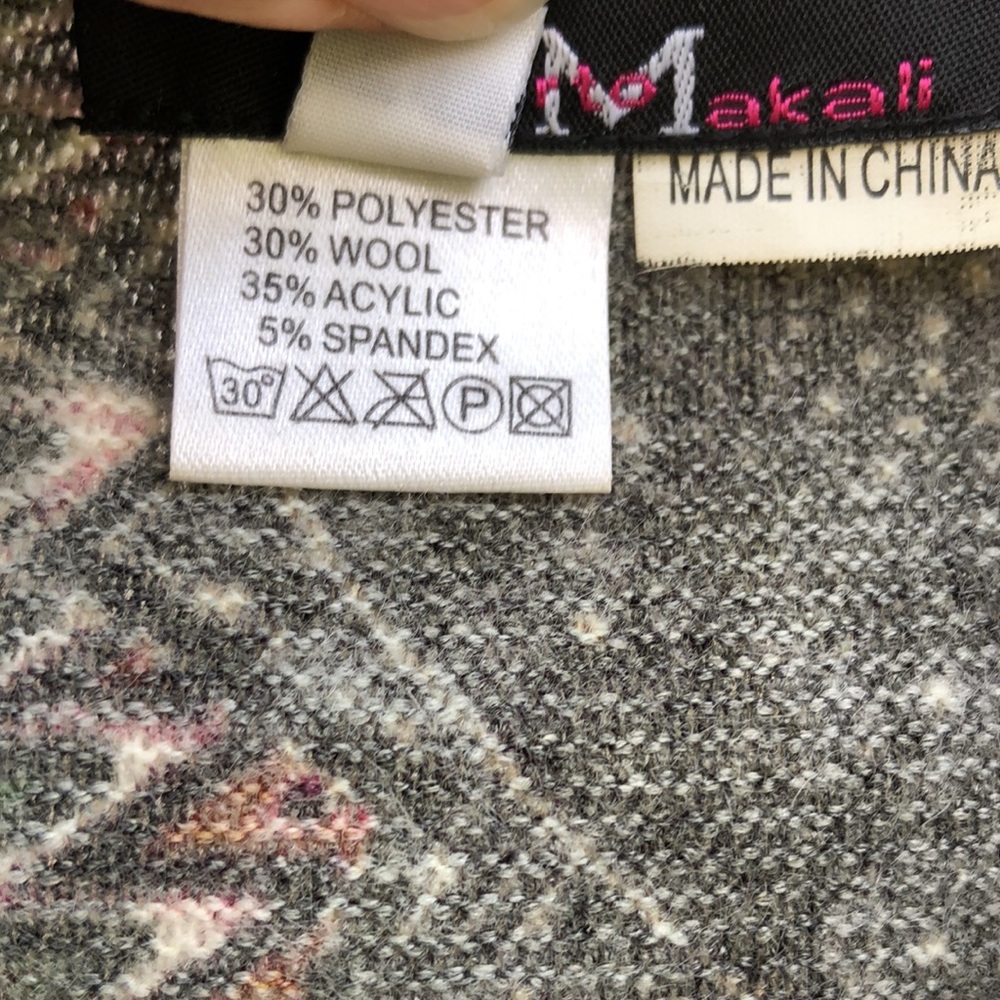 Makali
MADE IN CHINA
30% POLYESTER
30% WOOL
35% ACYLIC
5% SPANDEX
30°
P